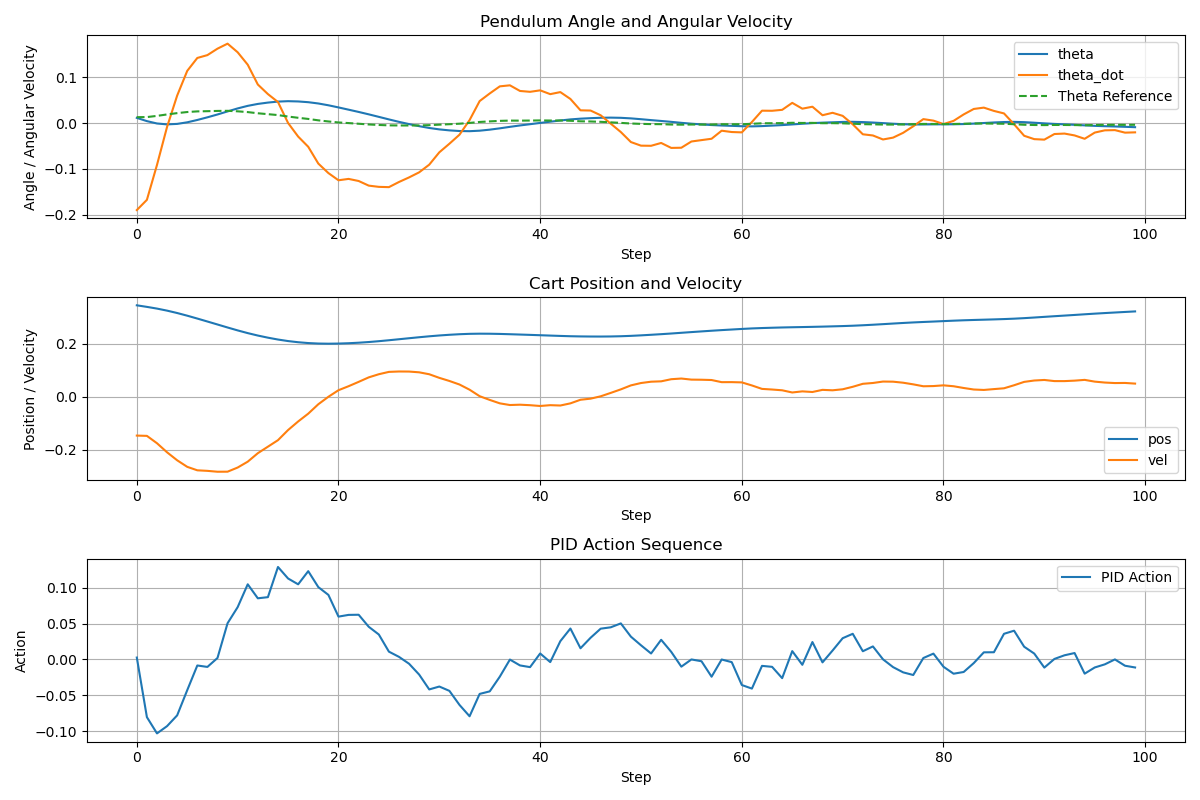 Pendulum Angle and Angular Velocity
Angle / Angular Velocity
0.1
0.0
−0.1
−0.2
theta
theta_dot
Theta Reference
0
20
40
60
80
100
Step
Cart Position and Velocity
Position / Velocity
0.2
0.0
−0.2
pos
vel
0
20
40
60
80
100
Step
PID Action Sequence
Action
0.10
0.05
0.00
−0.05
−0.10
PID Action
0
20
40
60
80
100
Step